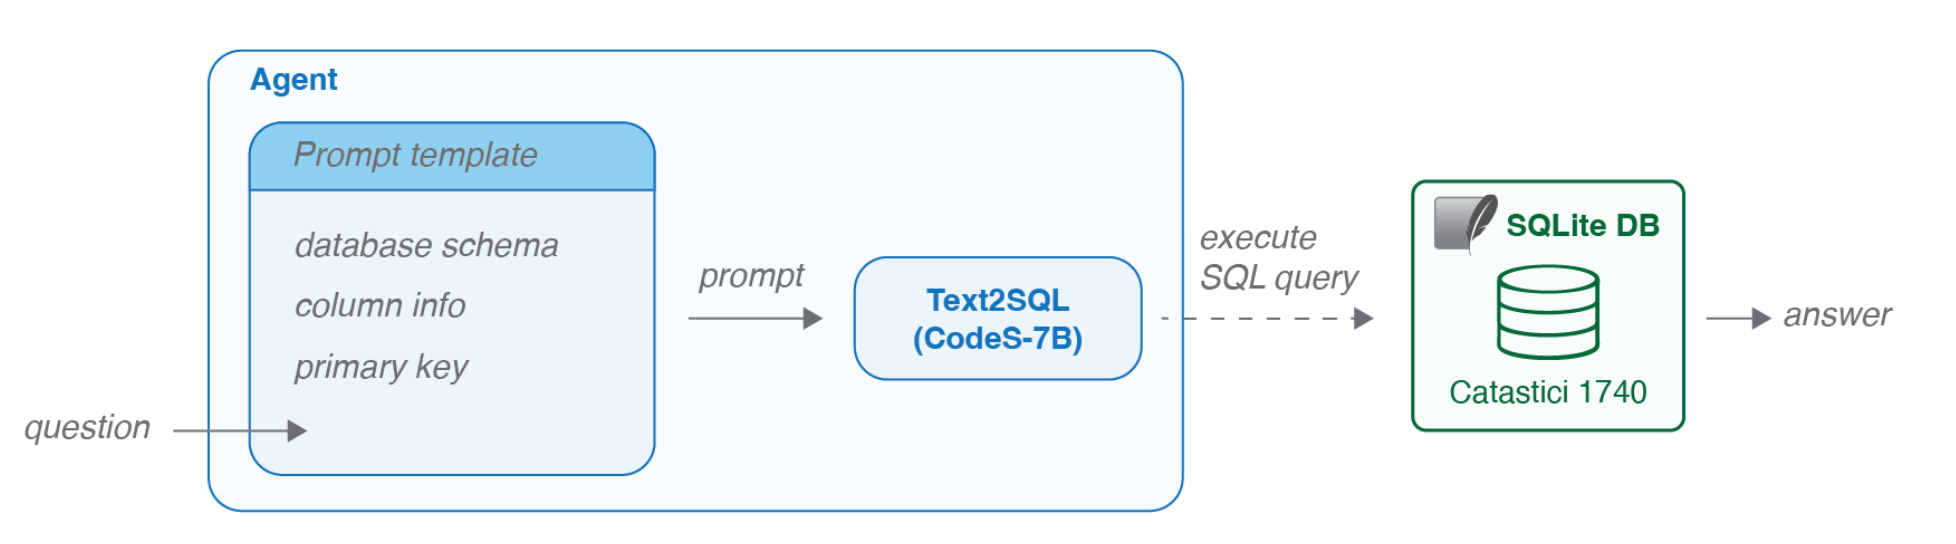 Agent
Prompt template
database schema
column info
primary key
question
prompt
Text2SQL
(CodeS-7B)
execute
SQL query
SQLite DB
Catastici 1740
answer